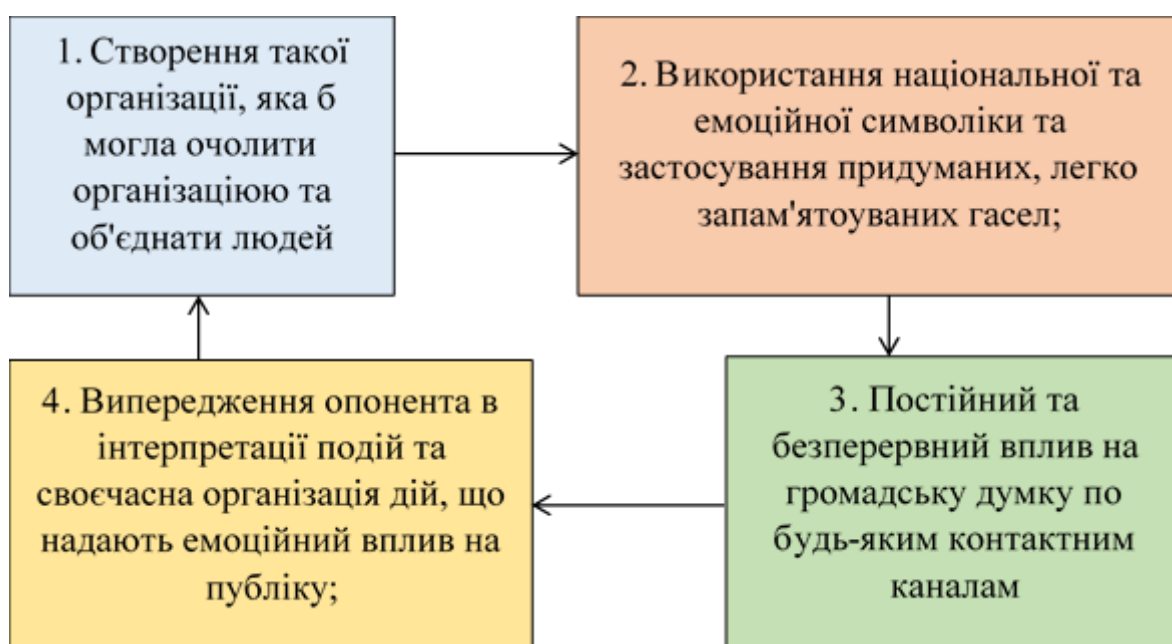 1. Створення такої
організації, яка б
могла очолити
організаціюю та
об'єднати людей
2. Використання національної та
емоційної символіки та
застосування придуманих, легко
запам'ятоуваних гасел;
3. Постійний та
безперервний вплив на
громадську думку по
будь-яким контактним
каналам
4. Випередження опонента в
інтерпретації подій та
своєчасна організація дій, що
надають емоційний вплив на
публіку;